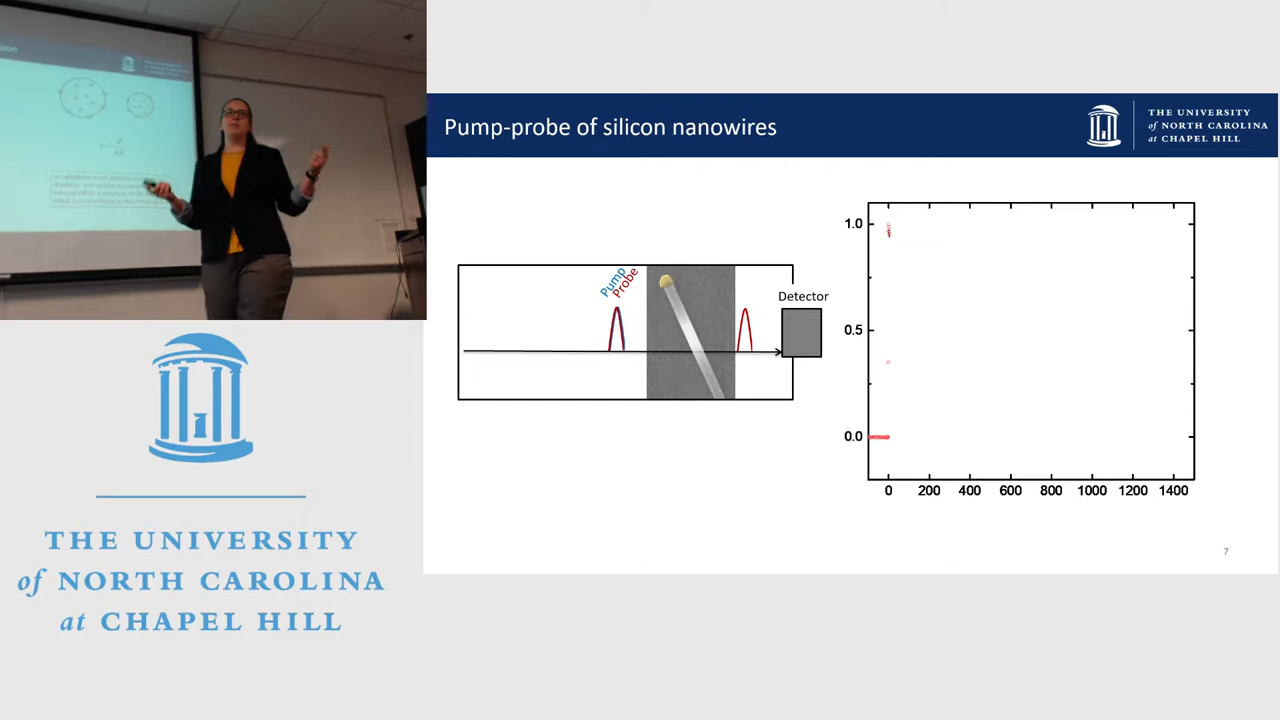 Pump-probe of silicon nanowires
THE UNIVERSITY
of NORTH CAROLINA
at CHAPEL HILL
Pump
Probe
Detector
1.0
0.5
0.0
0 200 400 600 800 1000 1200 1400
7
THE UNIVERSITY
of NORTH CAROLINA
at CHAPEL HILL